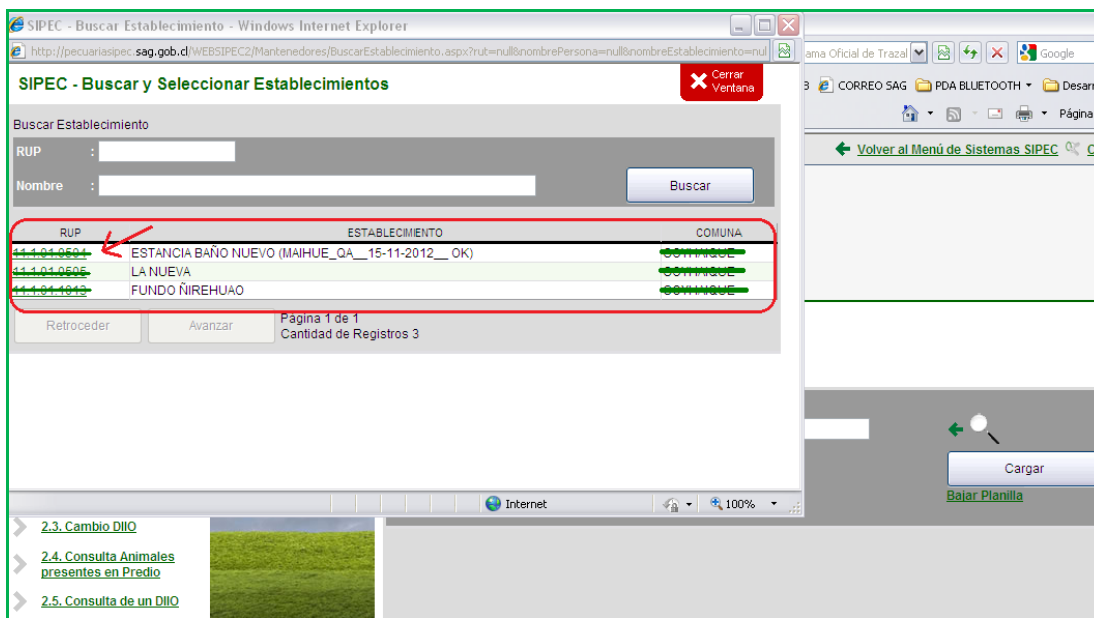 SIPEC - Buscar Establecimiento - Windows Internet Explorer
http://pecuariasipec.sag.gob.cl/WEBSIPEC2/Mantenedores/BuscarEstablecimiento.aspx?rut=null&nombrePersona=null&nombreEstablecimiento=nul
ama Oficial de Trazal
Google
SIPEC - Buscar y Seleccionar Establecimientos
Cerrar
Ventana
B CORREO SAG PDA BLUETOOTH Desarr
Página
Volver al Menú de Sistemas SIPEC C
Buscar Establecimiento
RUP :
Nombre : Buscar
RUP ESTABLECIMIENTO COMUNA
ESTANCIA BAÑO NUEVO (MAIHUE_QA__15-11-2012__ OK)
LA NUEVA
FUNDO ÑIREHUAO
Retroceder Avanzar
Página 1 de 1
Cantidad de Registros 3
Cargar
Bajar Planilla
Internet 100%
2.3. Cambio DIIO
2.4. Consulta Animales
presentes en Predio
2.5. Consulta de un DIIO